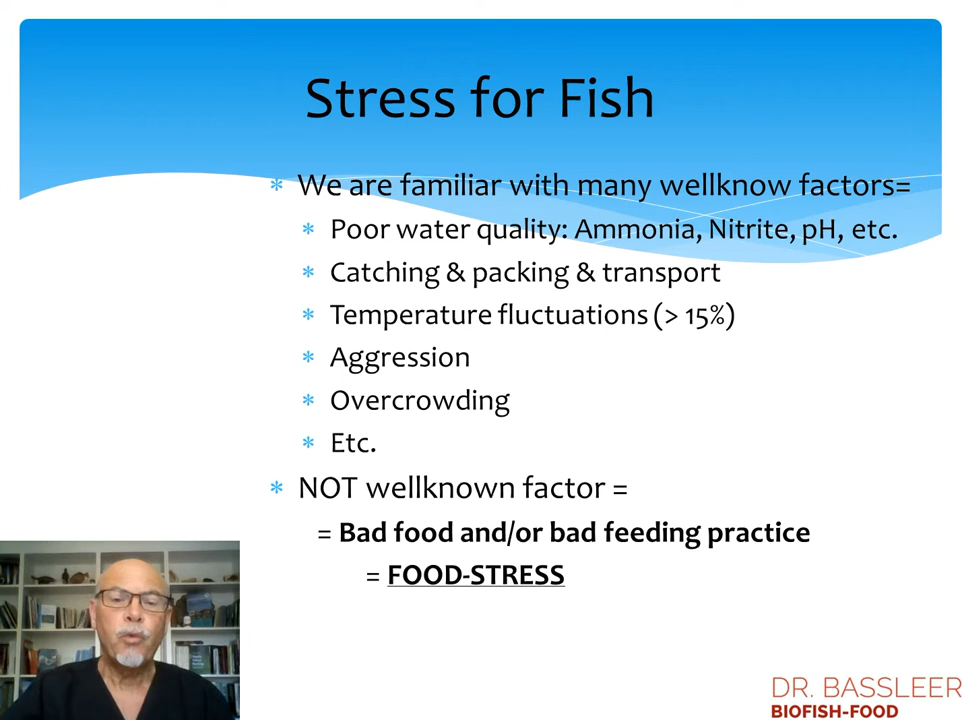 Stress for Fish
* We are familiar with many wellknow factors=
* Poor water quality: Ammonia, Nitrite, pH, etc.
* Catching & packing & transport
* Temperature fluctuations (> 15%)
* Aggression
* Overcrowding
* Etc.
* NOT wellknown factor =
= Bad food and/or bad feeding practice
= FOOD-STRESS
DR. BASSLEER
BIOFISH-FOOD